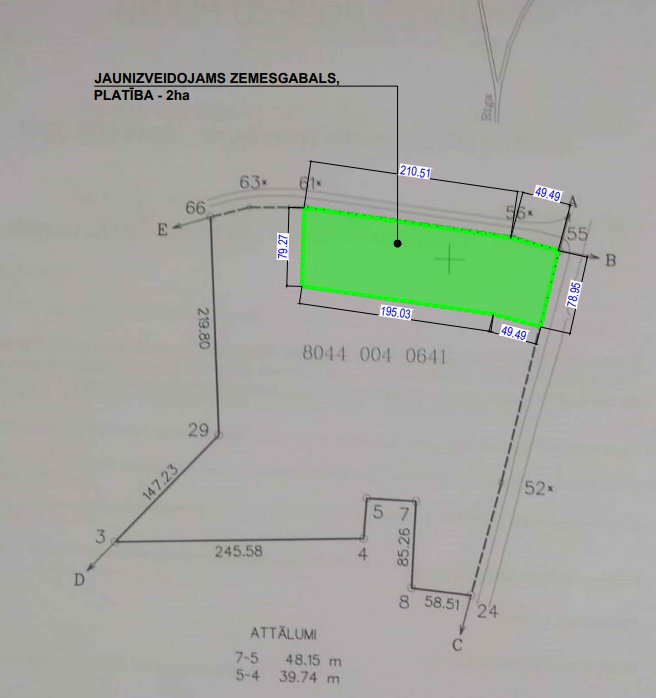 JAUNIZVEIDOJAMS ZEMESGABALS,
PLATĪBA - 2ha
Rīga
210.51
49.49
A
63×
61×
56×
66
E
55
B
79.27
78.95
195.03
49.49
219.80
8044 004 0641
29
147.23
52×
3
5
7
245.58
4
85.26
D
8
58.51
24
C
ATTĀLUMI
7-5 48.15 m
5-4 39.74 m